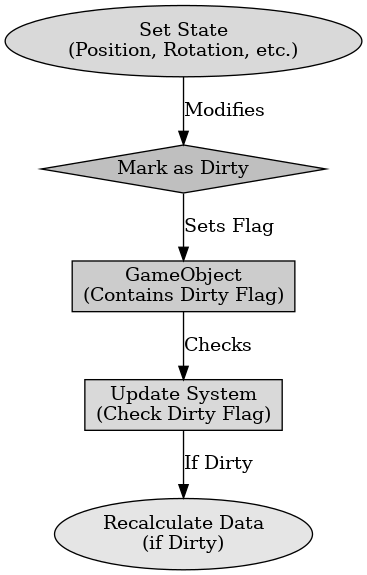 Set State
(Position, Rotation, etc.)
Modifies
Mark as Dirty
Sets Flag
GameObject
(Contains Dirty Flag)
Checks
Update System
(Check Dirty Flag)
If Dirty
Recalculate Data
(if Dirty)